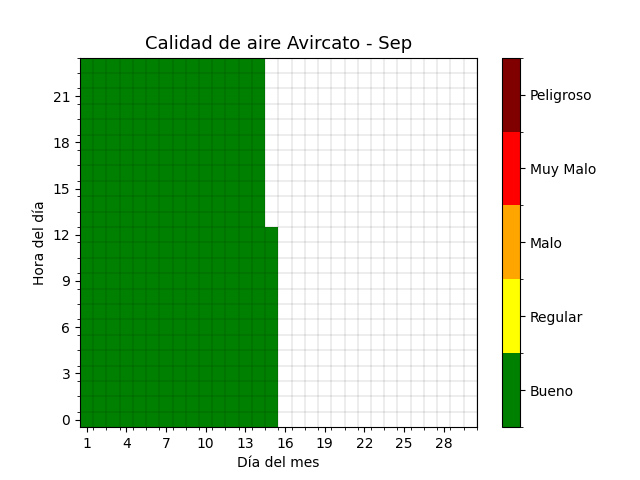 Calidad de aire Avircato - Sep
Peligroso
Muy Malo
Malo
Regular
Bueno
Hora del día
21
18
15
12
9
6
3
0
1 4 7 10 13 16 19 22 25 28
Día del mes